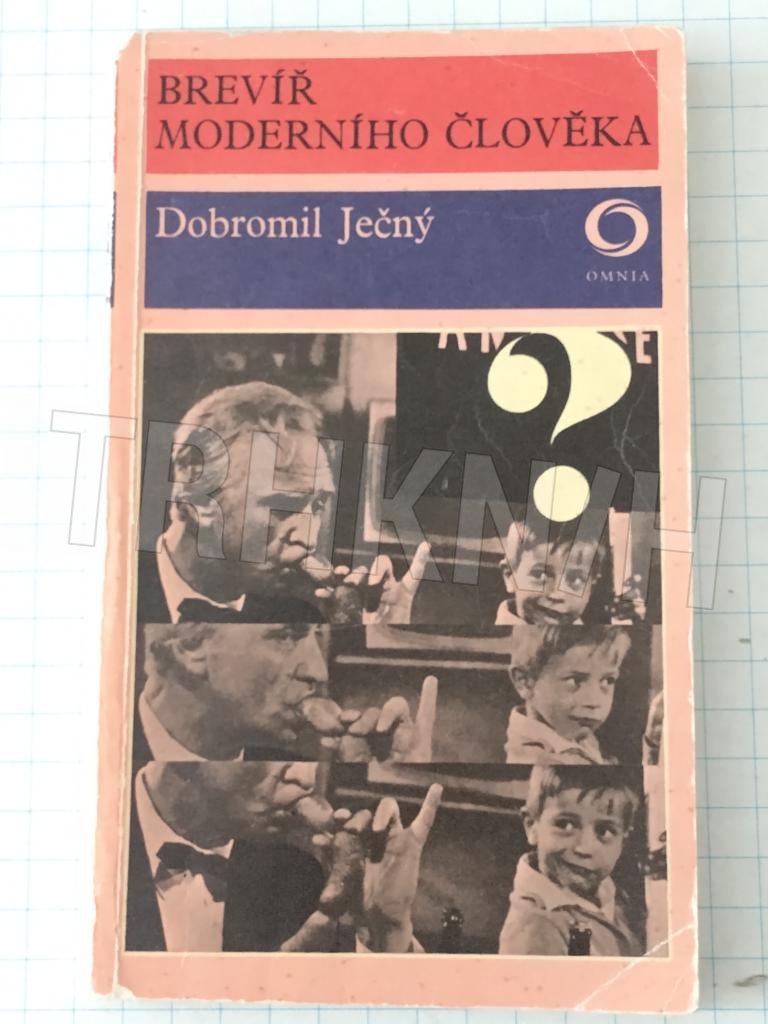 BREVÍŘ
MODERNÍHO ČLOVĚKA
Dobromil Ječný
OMNIA
?
TRHKNIH